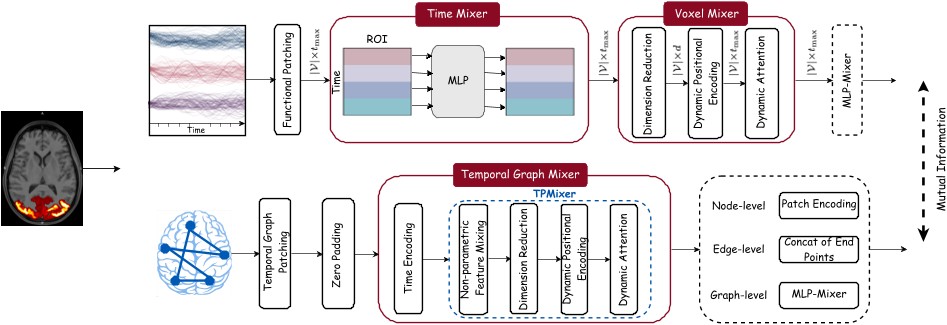 Time Mixer
Voxel Mixer
Time
Functional Patching
|V| × t_max
ROI
Time
MLP
|V| × t_max
Dimension Reduction
|V| × d
Dynamic Positional
Encoding
|V| × t_max
Dynamic Attention
|V| × t_max
MLP-Mixer
Mutual Information
Temporal Graph Mixer
TPMixer
Temporal Graph
Patching
Zero Padding
Time Encoding
Non-parametric
Feature Mixing
Dimension Reduction
Dynamic Positional
Encoding
Dynamic Attention
Node-level
Patch Encoding
Edge-level
Concat of End
Points
Graph-level
MLP-Mixer